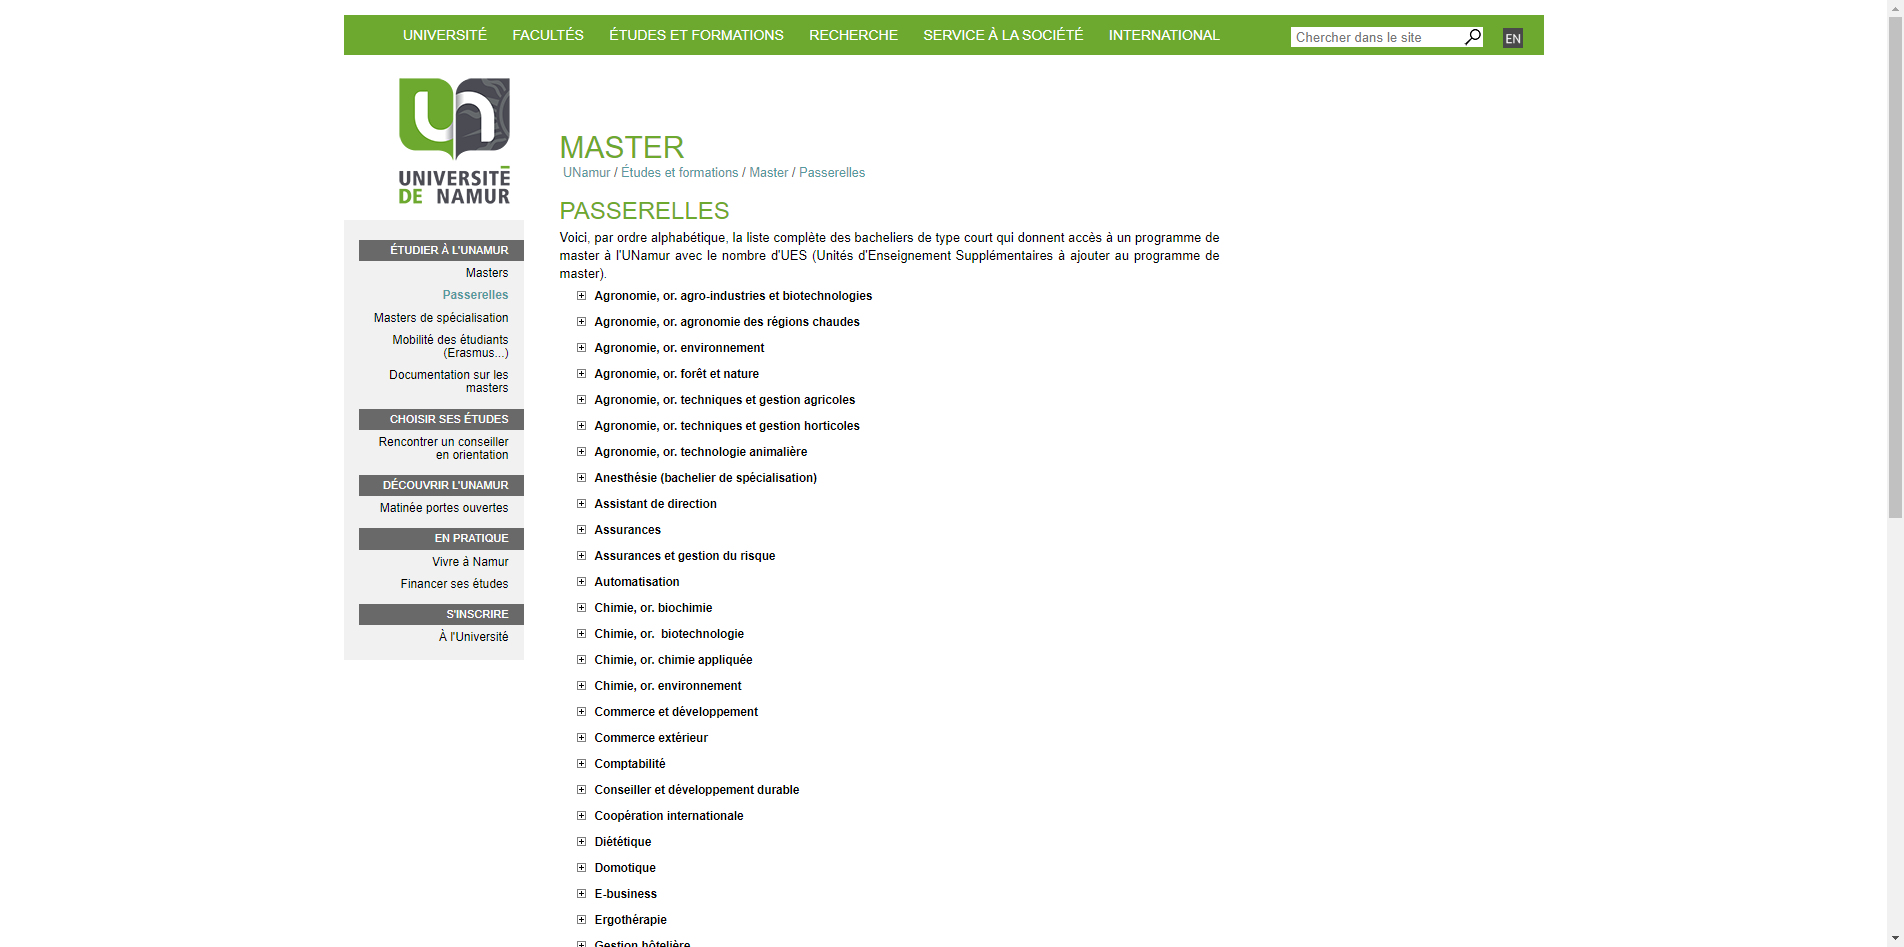 UNIVERSITÉ FACULTÉS ÉTUDES ET FORMATIONS RECHERCHE SERVICE À LA SOCIÉTÉ INTERNATIONAL Chercher dans le site EN
un
UNIVERSITÉ
DE NAMUR
MASTER
UNamur / Études et formations / Master / Passerelles
ÉTUDIER À L'UNAMUR
Masters
Passerelles
Masters de spécialisation
Mobilité des étudiants
(Erasmus...)
Documentation sur les
masters
CHOISIR SES ÉTUDES
Rencontrer un conseiller
en orientation
DÉCOUVRIR L'UNAMUR
Matinée portes ouvertes
EN PRATIQUE
Vivre à Namur
Financer ses études
S'INSCRIRE
À l'Université
PASSERELLES
Voici, par ordre alphabétique, la liste complète des bacheliers de type court qui donnent accès à un programme de
master à l'UNamur avec le nombre d'UES (Unités d'Enseignement Supplémentaires à ajouter au programme de
master).
Agronomie, or. agro-industries et biotechnologies
Agronomie, or. agronomie des régions chaudes
Agronomie, or. environnement
Agronomie, or. forêt et nature
Agronomie, or. techniques et gestion agricoles
Agronomie, or. techniques et gestion horticoles
Agronomie, or. technologie animalière
Anesthésie (bachelier de spécialisation)
Assistant de direction
Assurances
Assurances et gestion du risque
Automatisation
Chimie, or. biochimie
Chimie, or.  biotechnologie
Chimie, or. chimie appliquée
Chimie, or. environnement
Commerce et développement
Commerce extérieur
Comptabilité
Conseiller et développement durable
Coopération internationale
Diététique
Domotique
E-business
Ergothérapie
Gestion hôtelière